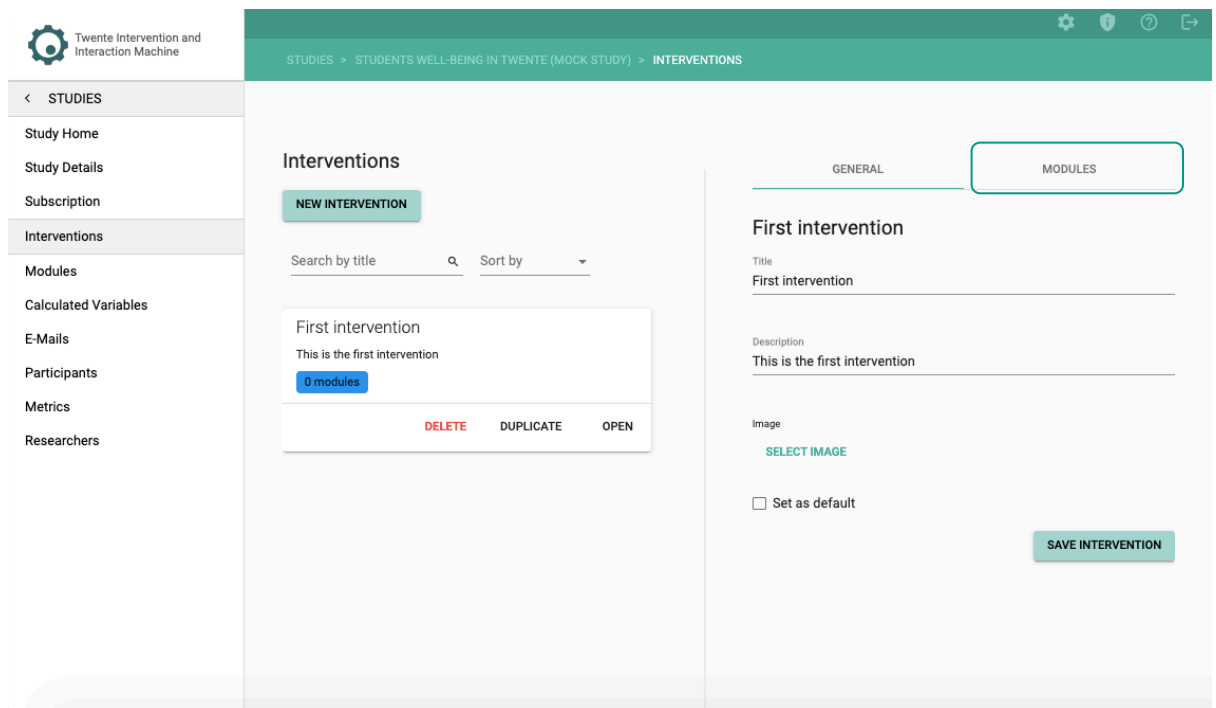 Twente Intervention and
Interaction Machine
STUDIES > STUDENTS WELL-BEING IN TWENTE (MOCK STUDY) > INTERVENTIONS
< STUDIES
Study Home
Study Details
Subscription
Interventions
Modules
Calculated Variables
E-Mails
Participants
Metrics
Researchers
Interventions
NEW INTERVENTION
Search by title
Sort by
First intervention
This is the first intervention
0 modules
DELETE DUPLICATE OPEN
GENERAL MODULES
First intervention
Title
First intervention
Description
This is the first intervention
Image
SELECT IMAGE
Set as default
SAVE INTERVENTION